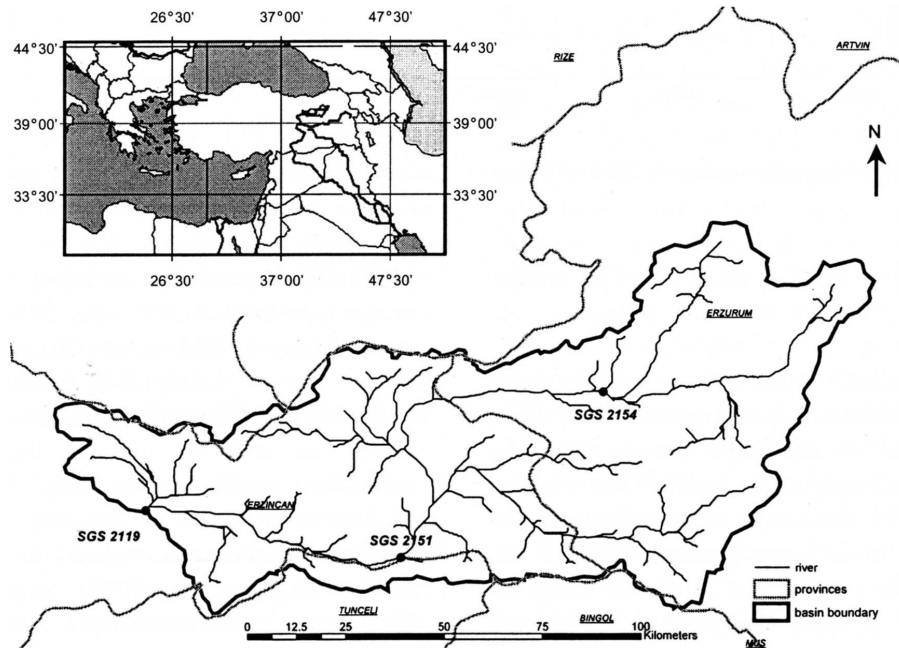 26°30' 37°00' 47°30'
44°30' 44°30'
39°00' 39°00'
33°30' 33°30'
26°30' 37°00' 47°30'
RIZE
ARTVIN
N
ERZURUM
SGS 2154
ERZINCAN
SGS 2119
SGS 2151
TUNCELI
BINGOL
MUS
river
provinces
basin boundary
0 12.5 25 50 75 100
Kilometers